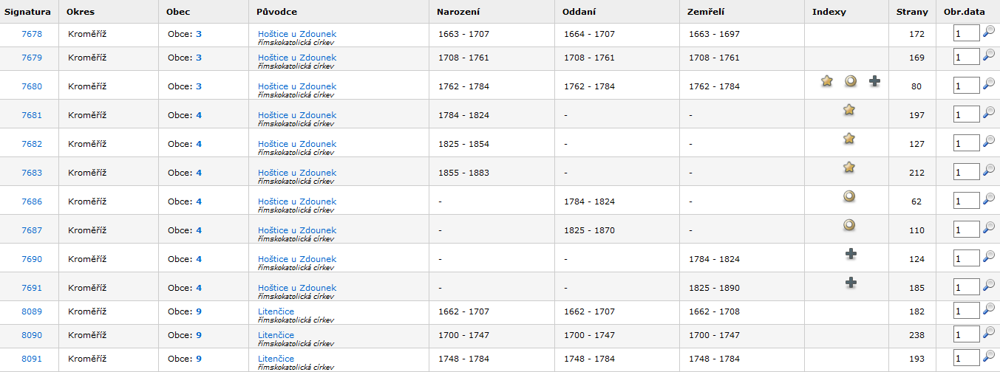 Signatura Okres Obec Původce Narození Oddaní Zemřelí Indexy Strany Obr.data
7678 Kroměříž Obce: 3 Hoštice u Zdounek 1663 - 1707 1664 - 1707 1663 - 1697 172 1
římskokatolická církev
7679 Kroměříž Obce: 3 Hoštice u Zdounek 1708 - 1761 1708 - 1761 1708 - 1761 169 1
římskokatolická církev
7680 Kroměříž Obce: 3 Hoštice u Zdounek 1762 - 1784 1762 - 1784 1762 - 1784 80 1
římskokatolická církev
7681 Kroměříž Obce: 4 Hoštice u Zdounek 1784 - 1824 - - 197 1
římskokatolická církev
7682 Kroměříž Obce: 4 Hoštice u Zdounek 1825 - 1854 - - 127 1
římskokatolická církev
7683 Kroměříž Obce: 4 Hoštice u Zdounek 1855 - 1883 - - 212 1
římskokatolická církev
7686 Kroměříž Obce: 4 Hoštice u Zdounek - 1784 - 1824 - 62 1
římskokatolická církev
7687 Kroměříž Obce: 4 Hoštice u Zdounek - 1825 - 1870 - 110 1
římskokatolická církev
7690 Kroměříž Obce: 4 Hoštice u Zdounek - - 1784 - 1824 124 1
římskokatolická církev
7691 Kroměříž Obce: 4 Hoštice u Zdounek - - 1825 - 1890 185 1
římskokatolická církev
8089 Kroměříž Obce: 9 Litenčice 1662 - 1707 1662 - 1707 1662 - 1708 182 1
římskokatolická církev
8090 Kroměříž Obce: 9 Litenčice 1700 - 1747 1700 - 1747 1700 - 1747 238 1
římskokatolická církev
8091 Kroměříž Obce: 9 Litenčice 1748 - 1784 1748 - 1784 1748 - 1784 193 1
římskokatolická církev